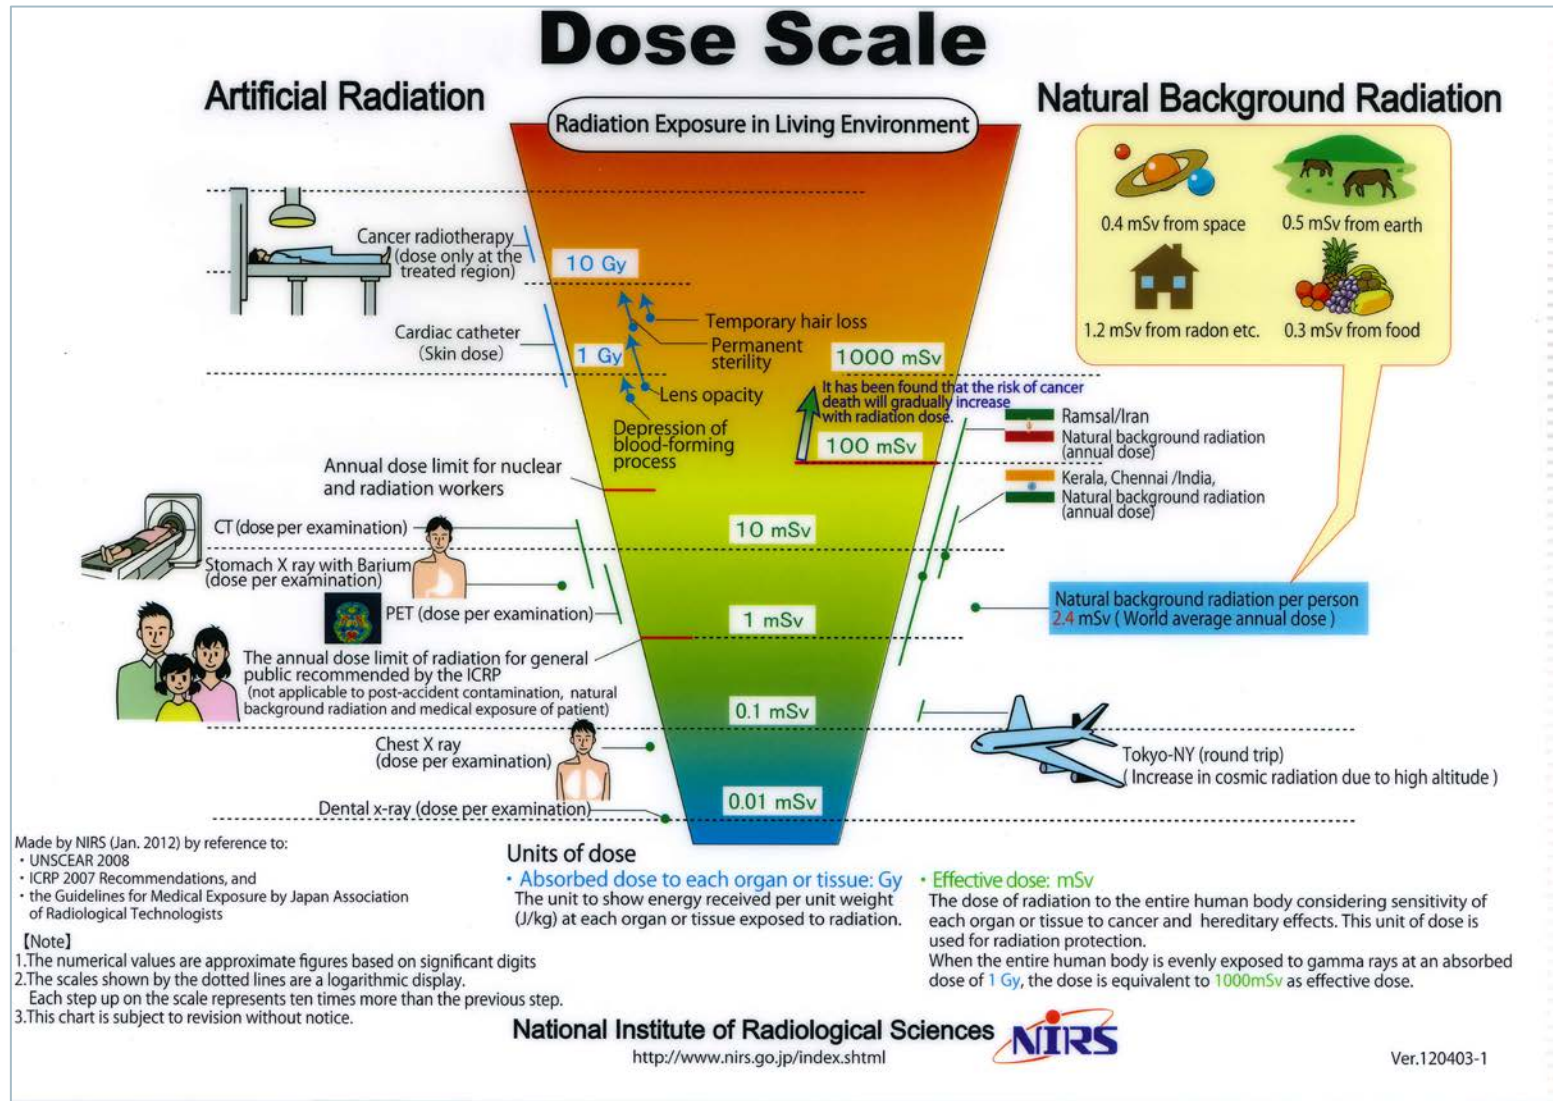 Dose Scale
Artificial Radiation
Radiation Exposure in Living Environment
Natural Background Radiation
0.4 mSv from space
0.5 mSv from earth
1.2 mSv from radon etc.
0.3 mSv from food
Cancer radiotherapy
(dose only at the
treated region)
10 Gy
Cardiac catheter
(Skin dose)
1 Gy
Temporary hair loss
Permanent
sterility
Lens opacity
Depression of
blood-forming
process
1000 mSv
It has been found that the risk of cancer
death will gradually increase
with radiation dose.
100 mSv
Ramsal/Iran
Natural background radiation
(annual dose)
Kerala, Chennai /India,
Natural background radiation
(annual dose)
Annual dose limit for nuclear
and radiation workers
CT (dose per examination)
10 mSv
Stomach X ray with Barium
(dose per examination)
PET (dose per examination)
1 mSv
Natural background radiation per person
2.4 mSv ( World average annual dose )
The annual dose limit of radiation for general
public recommended by the ICRP
(not applicable to post-accident contamination, natural
background radiation and medical exposure of patient)
0.1 mSv
Chest X ray
(dose per examination)
Tokyo-NY (round trip)
( Increase in cosmic radiation due to high altitude )
Dental x-ray (dose per examination)
0.01 mSv
Made by NIRS (Jan. 2012) by reference to:
・UNSCEAR 2008
・ICRP 2007 Recommendations, and
・the Guidelines for Medical Exposure by Japan Association
of Radiological Technologists
【Note】
1.The numerical values are approximate figures based on significant digits
2.The scales shown by the dotted lines are a logarithmic display.
Each step up on the scale represents ten times more than the previous step.
3.This chart is subject to revision without notice.
Units of dose
・Absorbed dose to each organ or tissue: Gy
The unit to show energy received per unit weight
(J/kg) at each organ or tissue exposed to radiation.
・Effective dose: mSv
The dose of radiation to the entire human body considering sensitivity of
each organ or tissue to cancer and hereditary effects. This unit of dose is
used for radiation protection.
When the entire human body is evenly exposed to gamma rays at an absorbed
dose of 1 Gy, the dose is equivalent to 1000mSv as effective dose.
National Institute of Radiological Sciences
NIRS
http://www.nirs.go.jp/index.shtml
Ver.120403-1